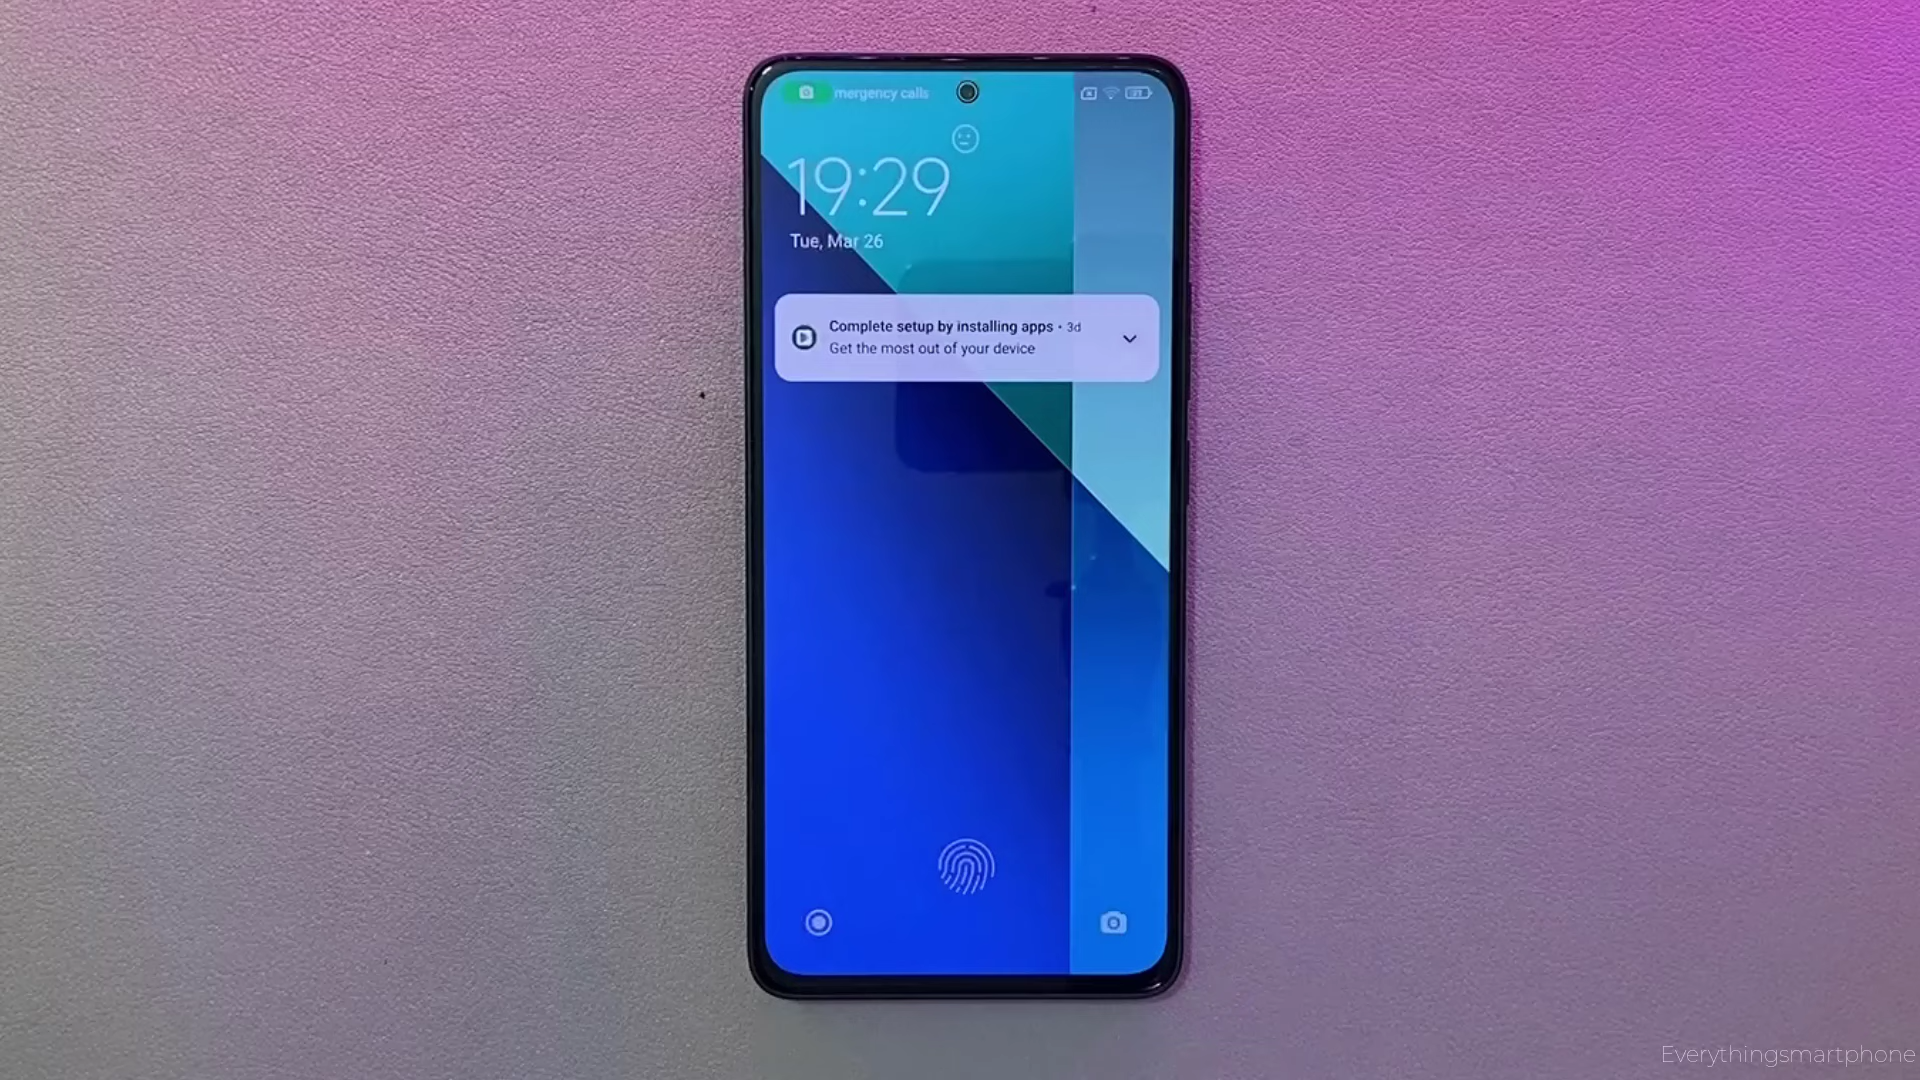 mergency calls
19:29
Tue, Mar 26
Complete setup by installing apps • 3d
Get the most out of your device
Everythingsmartphone